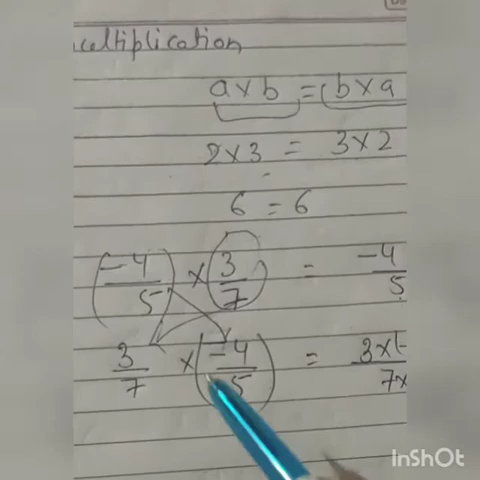 ultiplication
a×b = b×a
2×3 = 3×2
6 = 6
(-4/5) × (3/7) = -4/5
3/7 × (-4/5) = 3×(-/7×
InShOt